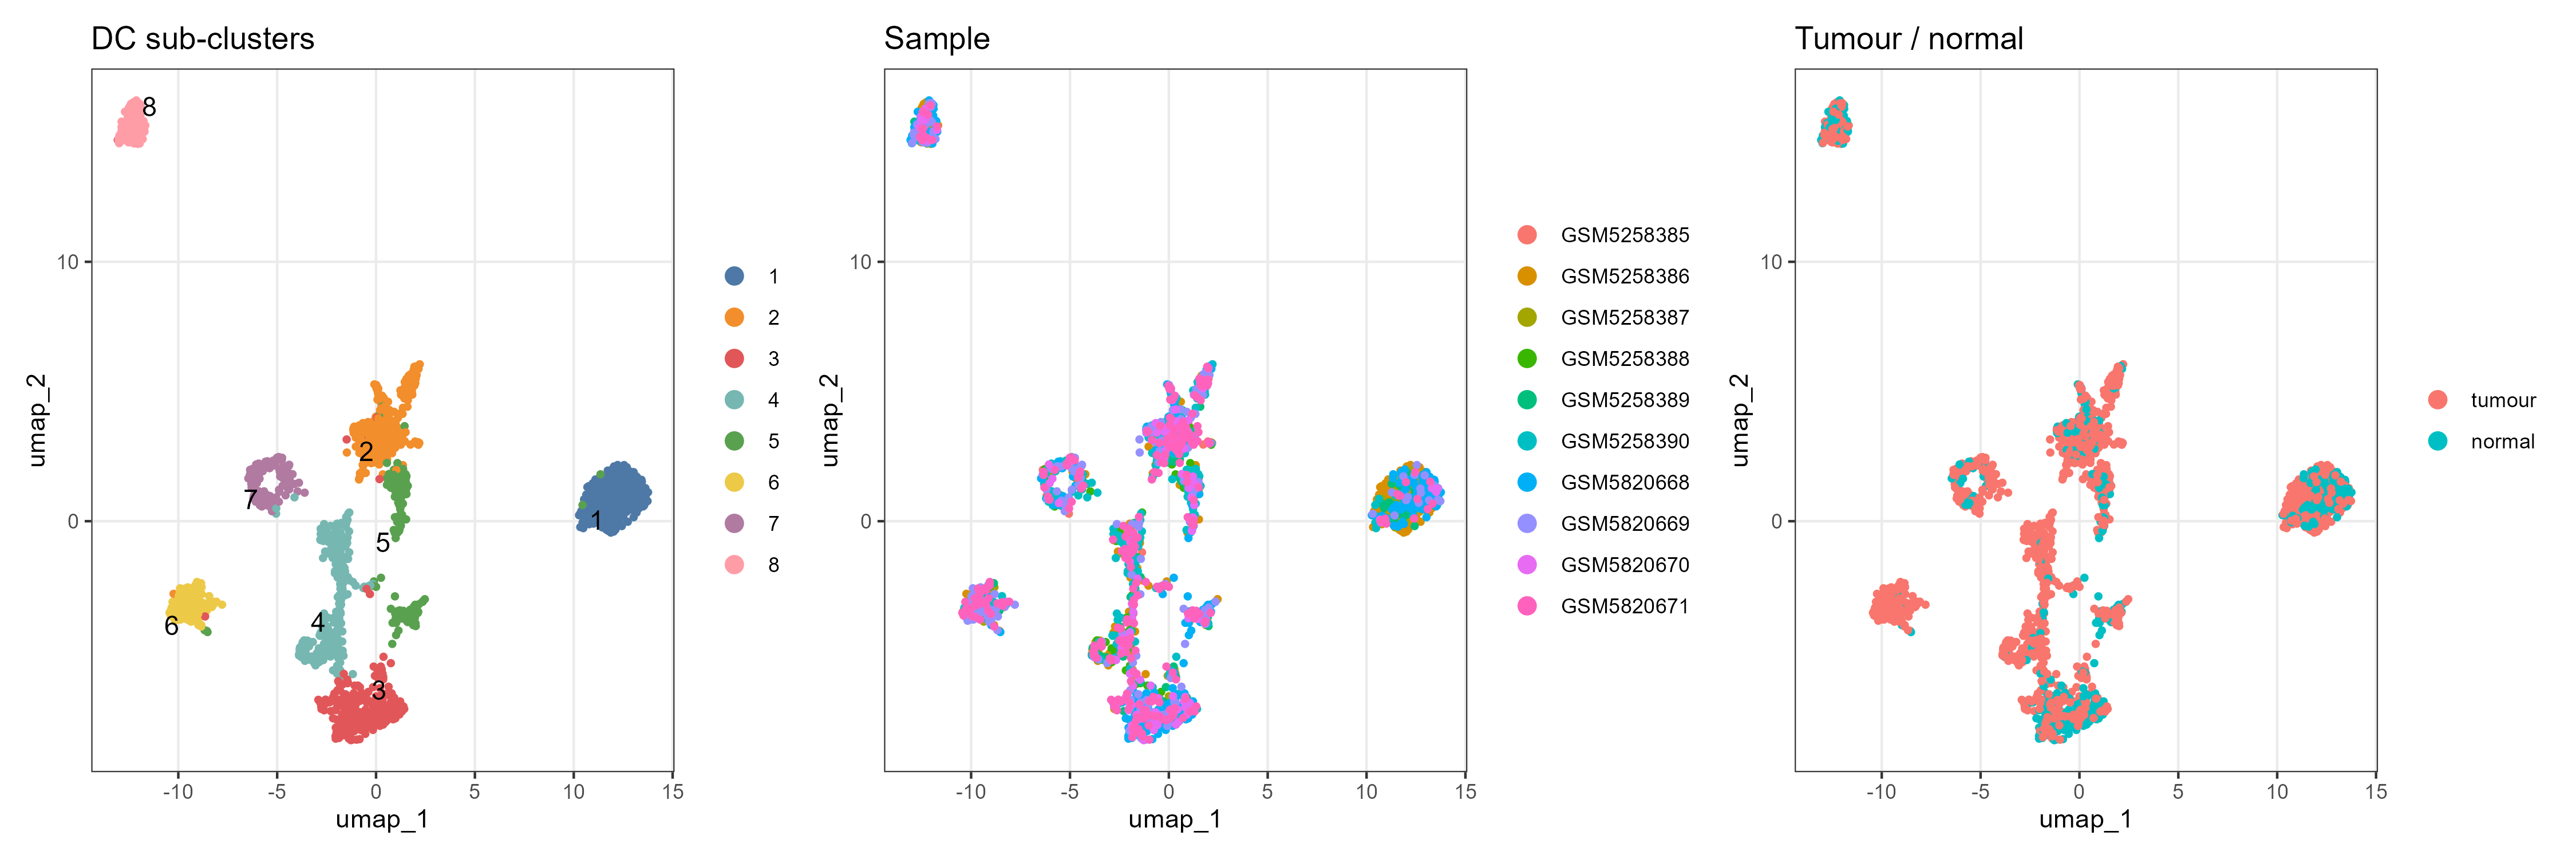 DC sub-clusters
8
2
7
1
5
4
6
3
10
0
-10
-5
0
5
10
15
umap_1
umap_2
1
2
3
4
5
6
7
8
Sample
10
0
-10
-5
0
5
10
15
umap_1
umap_2
GSM5258385
GSM5258386
GSM5258387
GSM5258388
GSM5258389
GSM5258390
GSM5820668
GSM5820669
GSM5820670
GSM5820671
Tumour / normal
10
0
-10
-5
0
5
10
15
umap_1
umap_2
tumour
normal